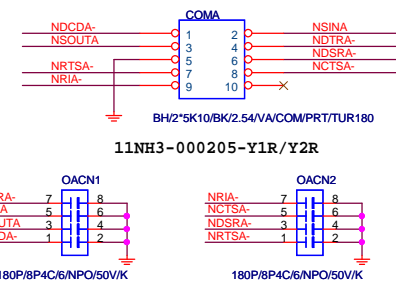 COMA
NDCDA- 1 2 NSINA
NSOUTA 3 4 NDTRA-
5 6 NDSRA-
NRTSA- 7 8 NCTSA-
NRIA- 9 10
BH/2*5K10/BK/2.54/VA/COM/PRT/TUR180
11NH3-000205-Y1R/Y2R
OACN1 OACN2
RA- 7 8 NRIA- 7 8
A 5 6 NCTSA- 5 6
UTA 3 4 NDSRA- 3 4
DA- 1 2 NRTSA- 1 2
180P/8P4C/6/NPO/50V/K 180P/8P4C/6/NPO/50V/K